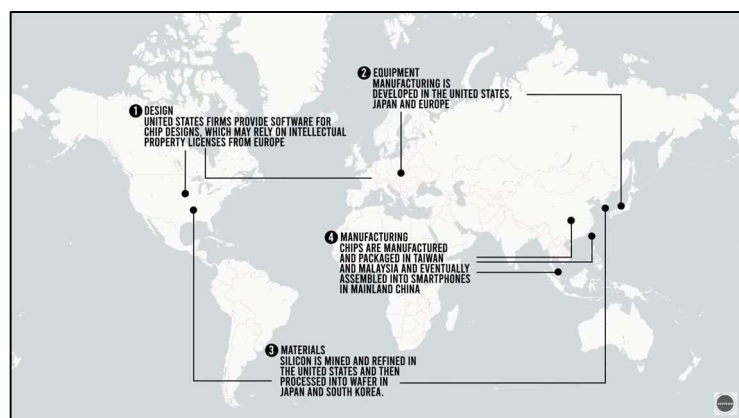 1 DESIGN
UNITED STATES FIRMS PROVIDE SOFTWARE FOR
CHIP DESIGNS, WHICH MAY RELY ON INTELLECTUAL
PROPERTY LICENSES FROM EUROPE
2 EQUIPMENT
MANUFACTURING IS
DEVELOPED IN THE UNITED STATES,
JAPAN AND EUROPE
4 MANUFACTURING
CHIPS ARE MANUFACTURED
AND PACKAGED IN TAIWAN
AND MALAYSIA AND EVENTUALLY
ASSEMBLED INTO SMARTPHONES
IN MAINLAND CHINA
3 MATERIALS
SILICON IS MINED AND REFINED IN
THE UNITED STATES AND THEN
PROCESSED INTO WAFER IN
JAPAN AND SOUTH KOREA.